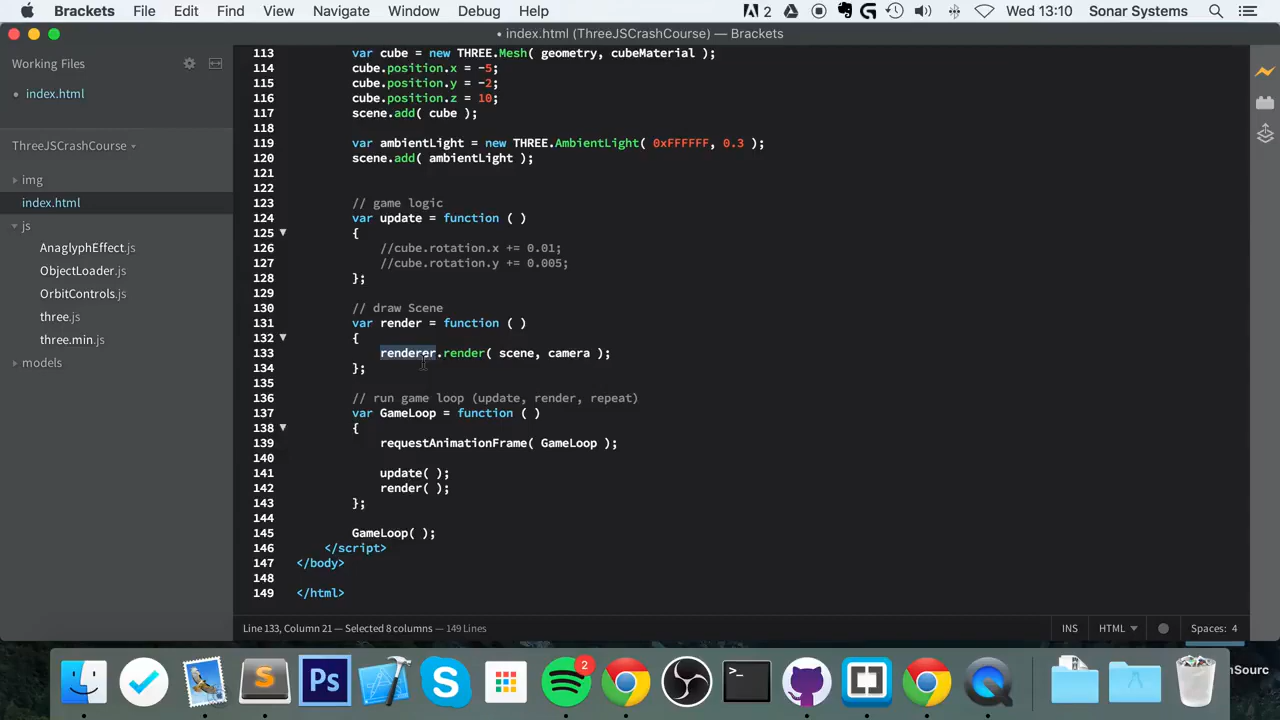 Brackets File Edit Find View Navigate Window Debug Help 2 Wed 13:10 Sonar Systems
• index.html (ThreeJSCrashCourse) — Brackets
Working Files
• index.html
ThreeJSCrashCourse
img
index.html
js
AnaglyphEffect.js
ObjectLoader.js
OrbitControls.js
three.js
three.min.js
models
113 var cube = new THREE.Mesh( geometry, cubeMaterial );
114 cube.position.x = -5;
115 cube.position.y = -2;
116 cube.position.z = 10;
117 scene.add( cube );
118
119 var ambientLight = new THREE.AmbientLight( 0xFFFFFF, 0.3 );
120 scene.add( ambientLight );
121
122
123 // game logic
124 var update = function ( )
125 {
126 //cube.rotation.x += 0.01;
127 //cube.rotation.y += 0.005;
128 };
129
130 // draw Scene
131 var render = function ( )
132 {
133 renderer.render( scene, camera );
134 };
135
136 // run game loop (update, render, repeat)
137 var GameLoop = function ( )
138 {
139 requestAnimationFrame( GameLoop );
140
141 update( );
142 render( );
143 };
144
145 GameLoop( );
146 </script>
147 </body>
148
149 </html>
Line 133, Column 21 — Selected 8 columns — 149 Lines INS HTML Spaces: 4
Ps 2